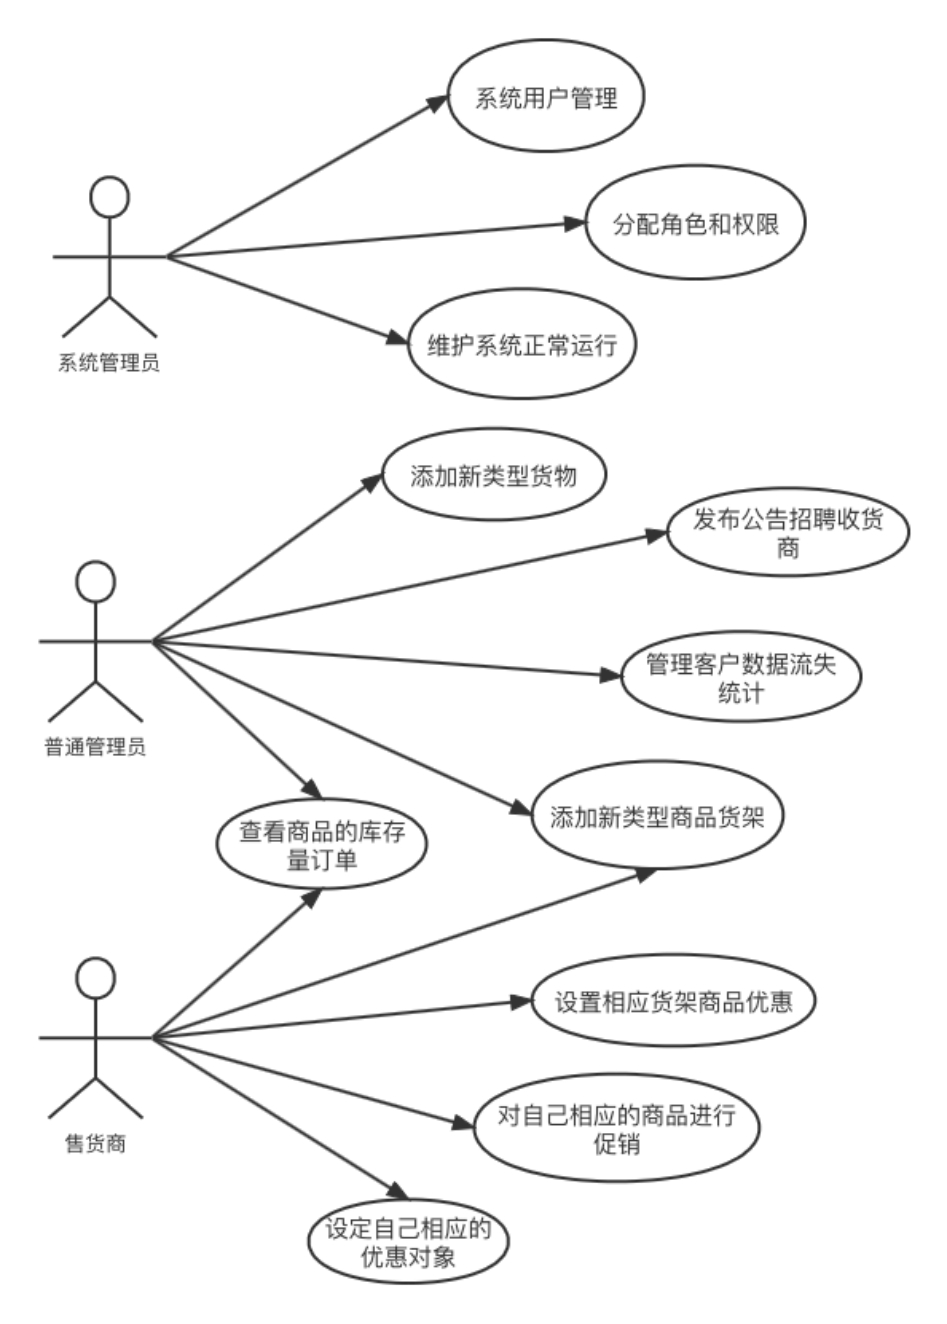 系统用户管理
分配角色和权限
维护系统正常运行
系统管理员
添加新类型货物
发布公告招聘收货
商
管理客户数据流失
统计
普通管理员
添加新类型商品货架
查看商品的库存
量订单
设置相应货架商品优惠
对自己相应的商品进行
促销
售货商
设定自己相应的
优惠对象